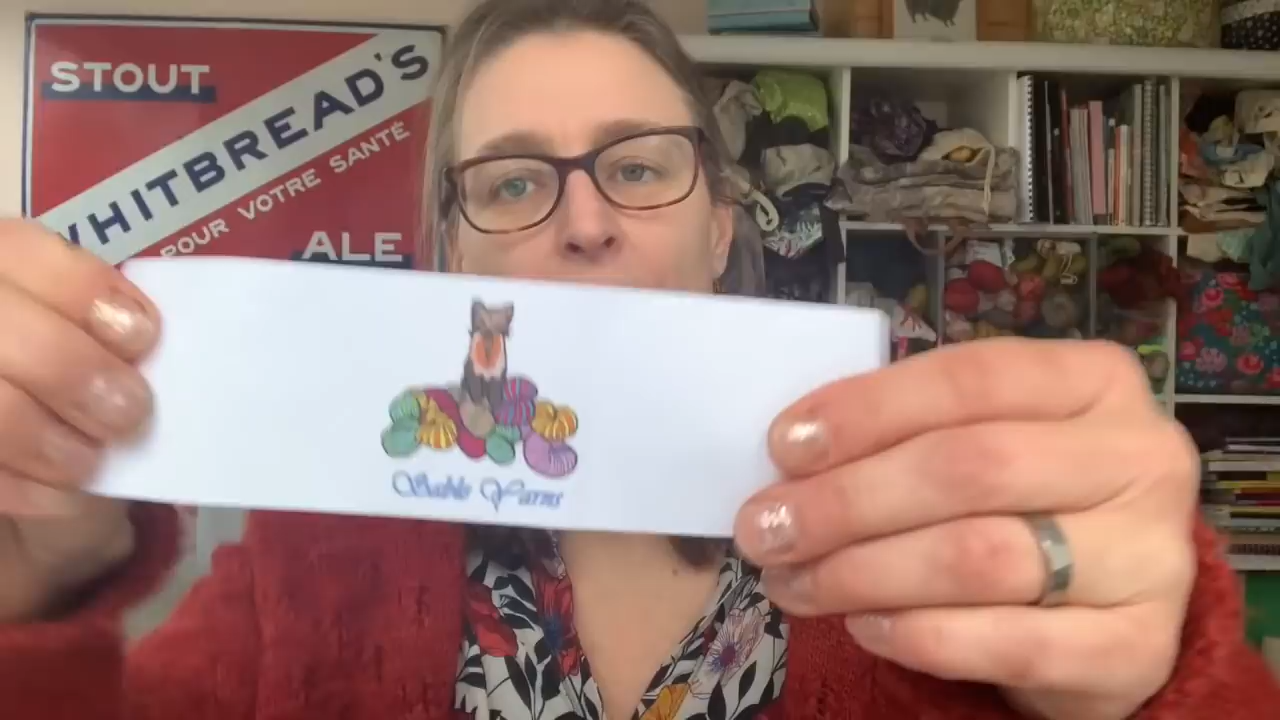 STOUT
WHITBREAD'S
POUR VOTRE SANTÉ
ALE
Sable Yarns